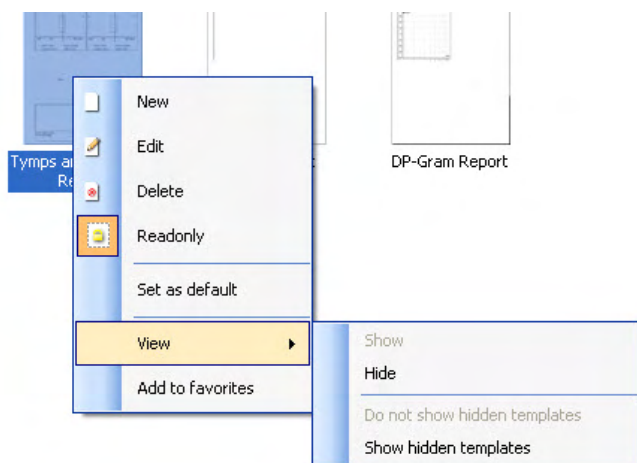 Tymps a
Re
DP-Gram Report
New
Edit
Delete
Readonly
Set as default
View
Add to favorites
Show
Hide
Do not show hidden templates
Show hidden templates